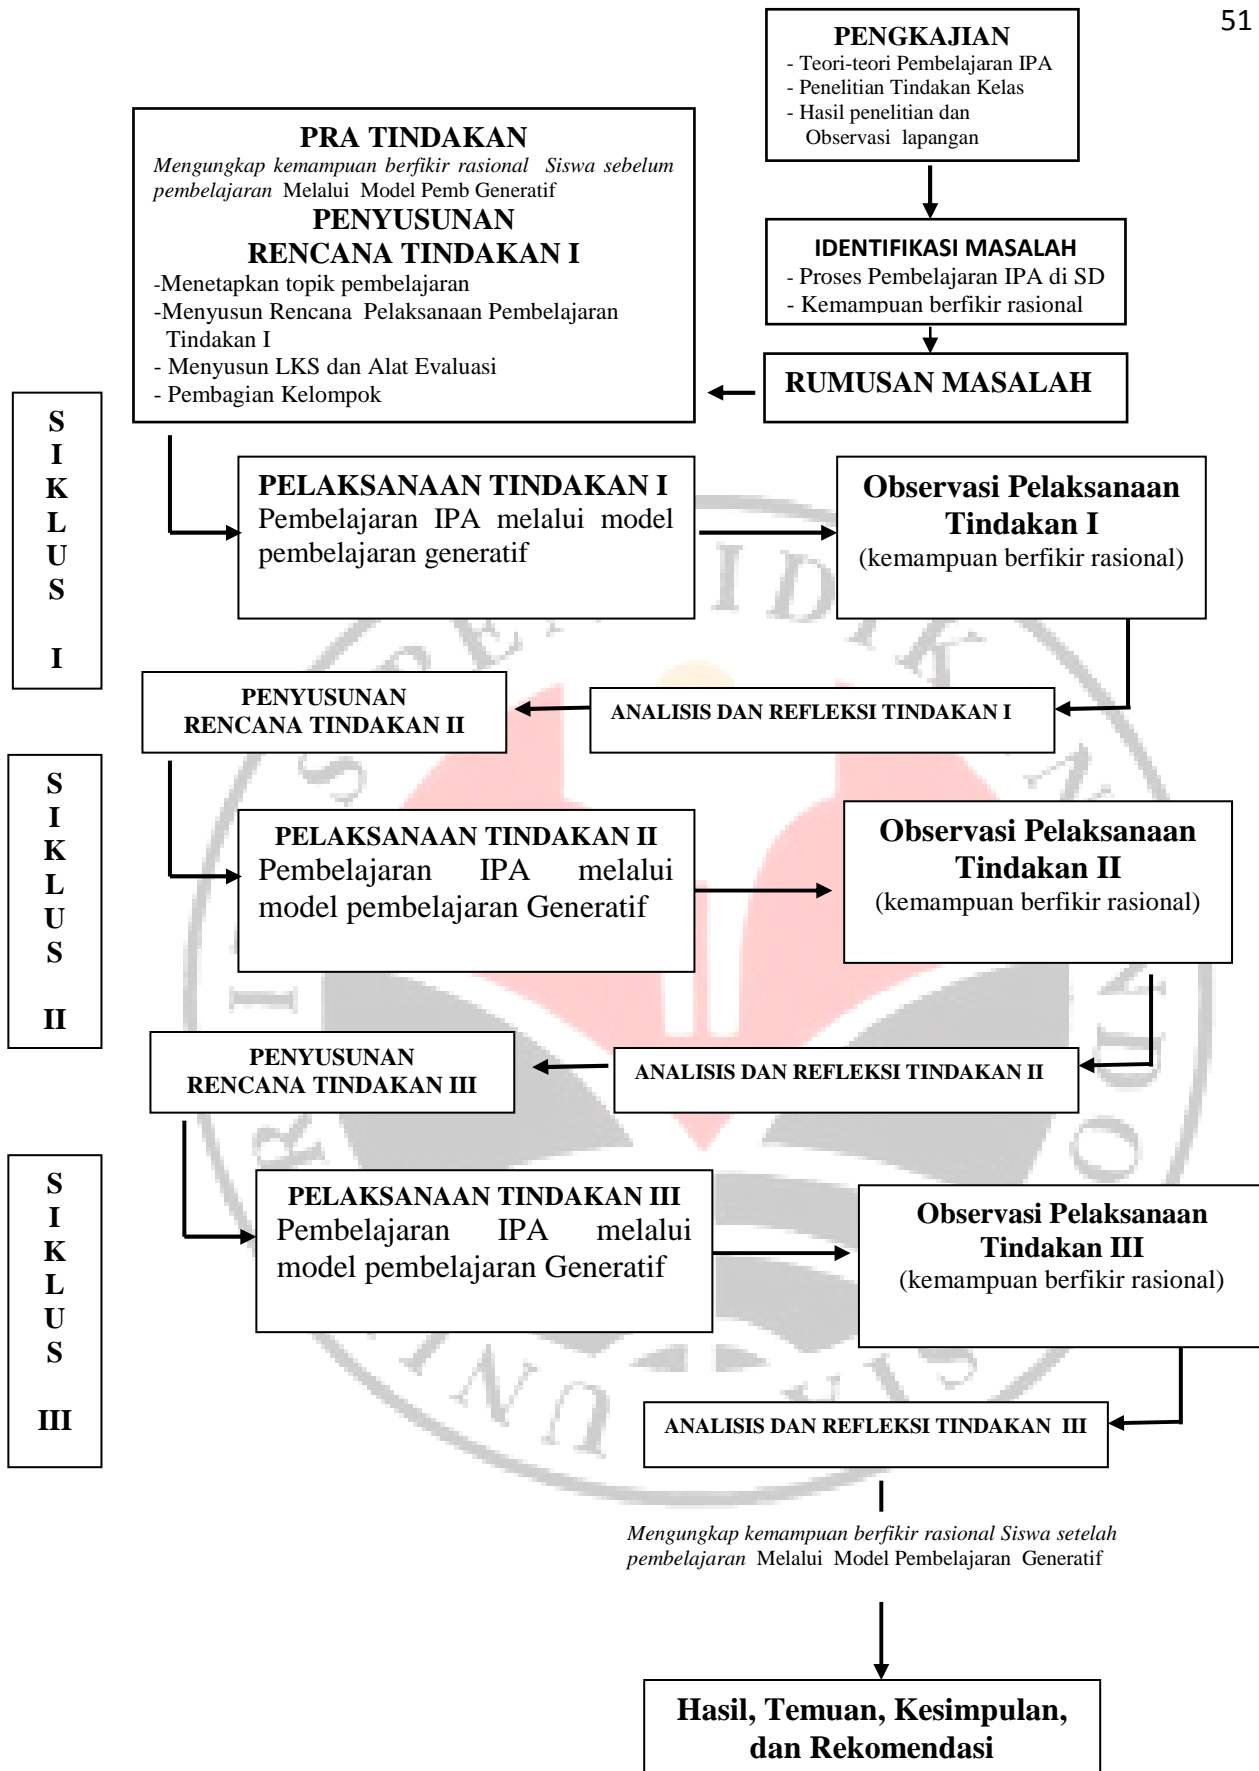 51
PENGKAJIAN
- Teori-teori Pembelajaran IPA
- Penelitian Tindakan Kelas
- Hasil penelitian dan
Observasi lapangan
IDENTIFIKASI MASALAH
- Proses Pembelajaran IPA di SD
- Kemampuan berfikir rasional
RUMUSAN MASALAH
PRA TINDAKAN
Mengungkap kemampuan berfikir rasional Siswa sebelum
pembelajaran Melalui Model Pemb Generatif
PENYUSUNAN
RENCANA TINDAKAN I
-Menetapkan topik pembelajaran
-Menyusun Rencana Pelaksanaan Pembelajaran
Tindakan I
- Menyusun LKS dan Alat Evaluasi
- Pembagian Kelompok
S
I
K
L
U
S
I
PELAKSANAAN TINDAKAN I
Pembelajaran IPA melalui model
pembelajaran generatif
Observasi Pelaksanaan
Tindakan I
(kemampuan berfikir rasional)
ANALISIS DAN REFLEKSI TINDAKAN I
PENYUSUNAN
RENCANA TINDAKAN II
S
I
K
L
U
S
II
PELAKSANAAN TINDAKAN II
Pembelajaran IPA melalui
model pembelajaran Generatif
Observasi Pelaksanaan
Tindakan II
(kemampuan berfikir rasional)
ANALISIS DAN REFLEKSI TINDAKAN II
PENYUSUNAN
RENCANA TINDAKAN III
S
I
K
L
U
S
III
PELAKSANAAN TINDAKAN III
Pembelajaran IPA melalui
model pembelajaran Generatif
Observasi Pelaksanaan
Tindakan III
(kemampuan berfikir rasional)
ANALISIS DAN REFLEKSI TINDAKAN III
Mengungkap kemampuan berfikir rasional Siswa setelah
pembelajaran Melalui Model Pembelajaran Generatif
Hasil, Temuan, Kesimpulan,
dan Rekomendasi